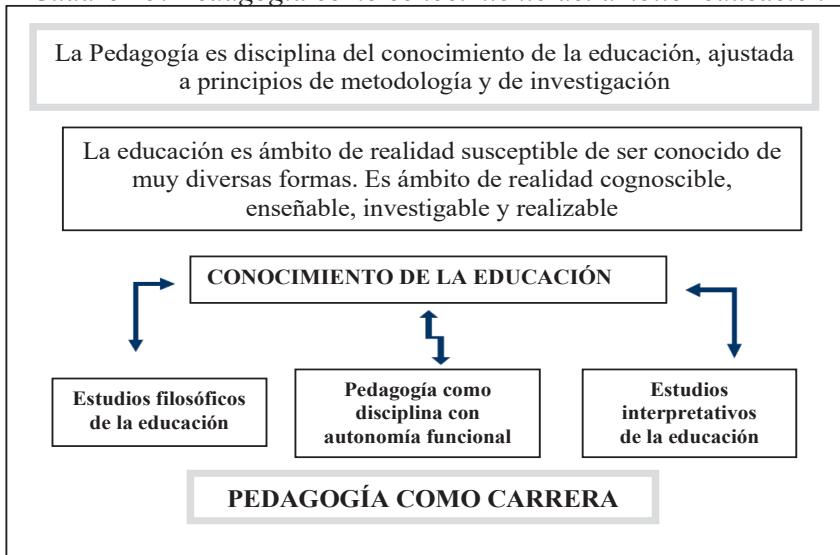 La Pedagogía es disciplina del conocimiento de la educación, ajustada
a principios de metodología y de investigación
La educación es ámbito de realidad susceptible de ser conocido de
muy diversas formas. Es ámbito de realidad cognoscible,
enseñable, investigable y realizable
CONOCIMIENTO DE LA EDUCACIÓN
Estudios filosóficos
de la educación
Pedagogía como
disciplina con
autonomía funcional
Estudios
interpretativos
de la educación
PEDAGOGÍA COMO CARRERA